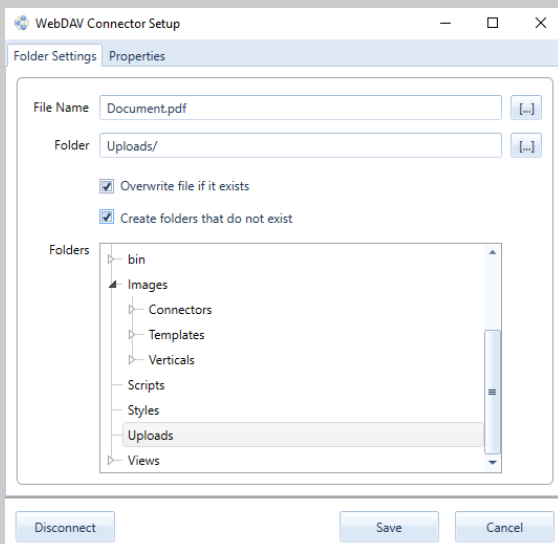 WebDAV Connector Setup
Folder Settings Properties
File Name Document.pdf [...]
Folder Uploads/ [...]
Overwrite file if it exists
Create folders that do not exist
Folders
bin
Images
Connectors
Templates
Verticals
Scripts
Styles
Uploads
Views
Disconnect Save Cancel